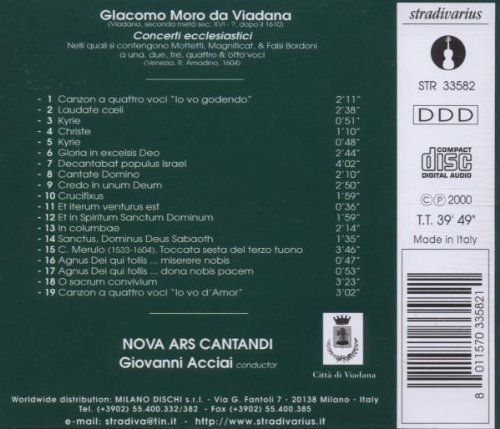 Giacomo Moro da Viadana
(Viadana, seconda metà sec. XVI - ?, dopo il 1610)
Concerti ecclesiastici
Nelli quali si contengono Mottetti, Magnificat, & Falsi Bordoni
a una, due, tre, quattro & otto voci
(Venezia, R. Amadino, 1604)
- 1 Canzon a quattro voci "Io vo godendo" 2'11"
- 2 Laudate cœli 2'38"
- 3 Kyrie 0'51"
- 4 Christe 1'10"
- 5 Kyrie 0'48"
- 6 Gloria in excelsis Deo 2'44"
- 7 Decantabat populus Israel 4'02"
- 8 Cantate Domino 2'10"
- 9 Credo in unum Deum 2'50"
- 10 Crucifixus 1'59"
- 11 Et iterum venturus est 0'36"
- 12 Et in Spiritum Sanctum Dominum 1'59"
- 13 In columbae 2'14"
- 14 Sanctus, Dominus Deus Sabaoth 1'35"
- 15 C. Merulo (1533-1604), Toccata sesta del terzo tuono 3'46"
- 16 Agnus Dei qui tollis ... miserere nobis 0'47"
- 17 Agnus Dei qui tollis ... dona nobis pacem 0'53"
- 18 O sacrum convivium 3'23"
- 19 Canzon a quattro voci "Io vo d'Amor" 3'02"
NOVA ARS CANTANDI
Giovanni Acciai conductor
Città di Viadana
Worldwide distribution: MILANO DISCHI s.r.l. - Via G. Fantoli 7 - 20138 Milano - Italy
Tel. (+3902) 55.400.332/382 - Fax (+3902) 55.400.385
e-mail: stradiva@tin.it - http://www.stradivarius.it
stradivarius
STR 33582
DDD
COMPACT
disc
DIGITAL AUDIO
© ℗ 2000
T.T. 39' 49"
Made in Italy
8 011570 335821